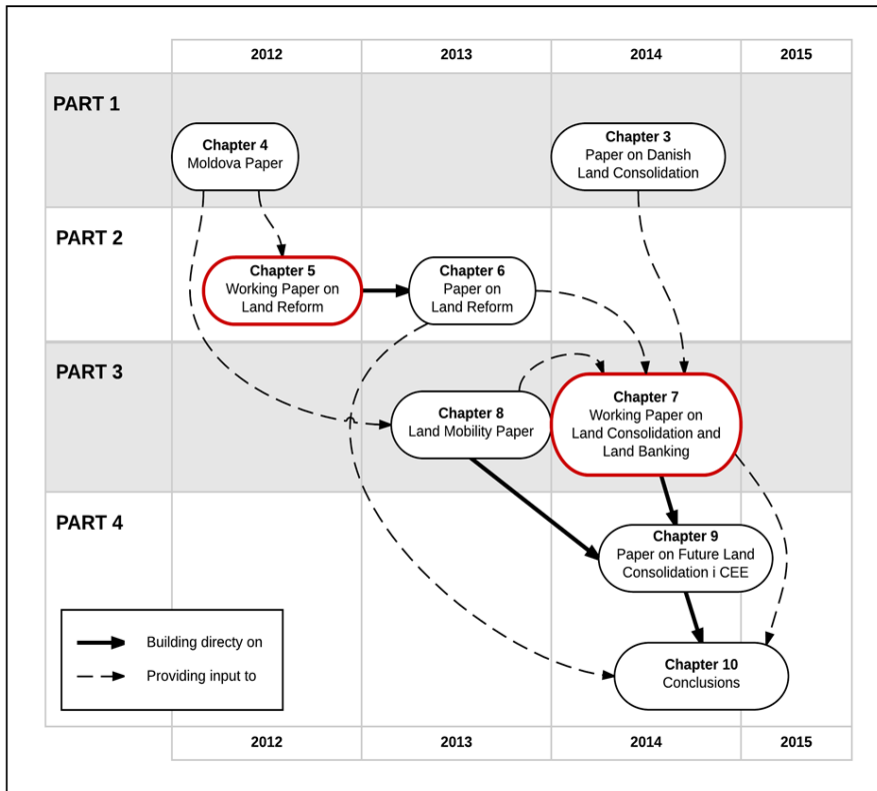 2012 2013 2014 2015
PART 1
Chapter 4
Moldova Paper
Chapter 3
Paper on Danish
Land Consolidation
PART 2
Chapter 5
Working Paper on
Land Reform
Chapter 6
Paper on
Land Reform
PART 3
Chapter 8
Land Mobility Paper
Chapter 7
Working Paper on
Land Consolidation and
Land Banking
PART 4
Chapter 9
Paper on Future Land
Consolidation i CEE
Building directy on
Providing input to
Chapter 10
Conclusions
2012 2013 2014 2015